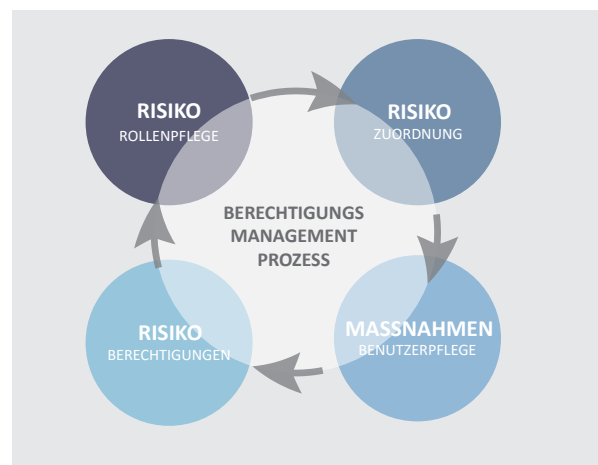 RISIKO
ROLLENPFLEGE
RISIKO
ZUORDNUNG
BERECHTIGUNGS
MANAGEMENT
PROZESS
RISIKO
BERECHTIGUNGEN
MASSNAHMEN
BENUTZERPFLEGE